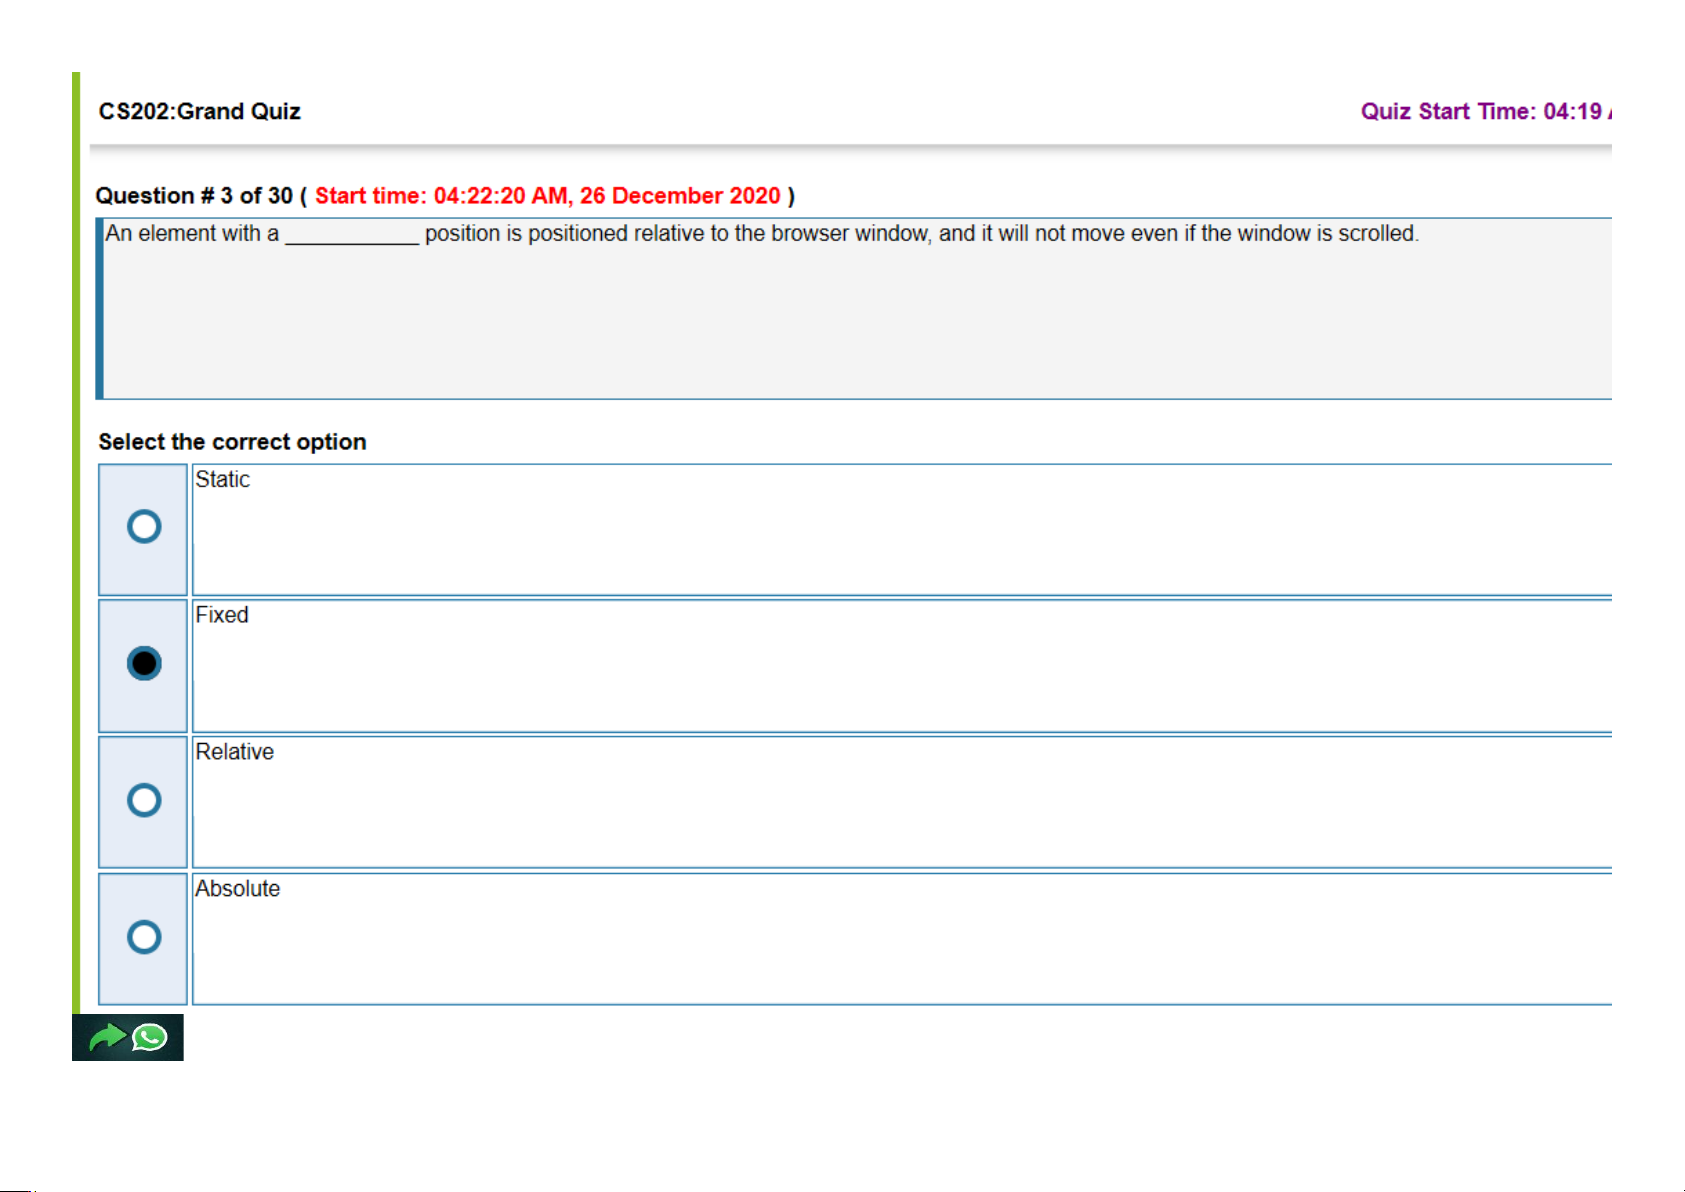 CS202:Grand Quiz
Quiz Start Time: 04:19
Question # 3 of 30 ( Start time: 04:22:20 AM, 26 December 2020 )
An element with a ___________ position is positioned relative to the browser window, and it will not move even if the window is scrolled.
Select the correct option
Static
Fixed
Relative
Absolute